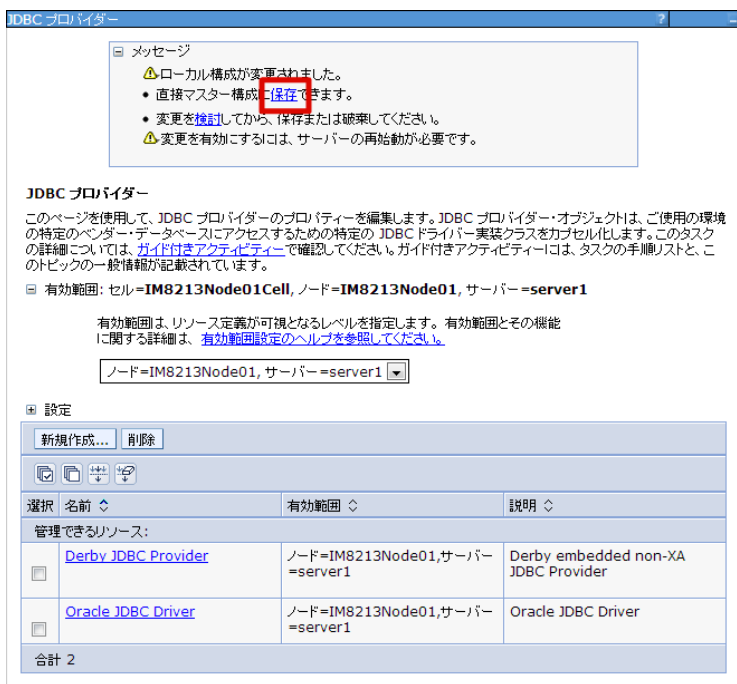 JDBC プロバイダー ?
メッセージ
ローカル構成が変更されました。
• 直接マスター構成に保存できます。
• 変更を検討してから、保存または破棄してください。
変更を有効にするには、サーバーの再始動が必要です。
JDBC プロバイダー
このページを使用して、JDBC プロバイダーのプロパティーを編集します。JDBC プロバイダー・オブジェクトは、ご使用の環境
の特定のベンダー・データベースにアクセスするための特定の JDBC ドライバー実装クラスをカプセル化します。このタスク
の詳細については、ガイド付きアクティビティーで確認してください。ガイド付きアクティビティーには、タスクの手順リストと、こ
のトピックの一般情報が記載されています。
有効範囲: セル=IM8213Node01Cell, ノード=IM8213Node01, サーバー=server1
有効範囲は、リソース定義が可視となるレベルを指定します。有効範囲とその機能
に関する詳細は、有効範囲設定のヘルプを参照してください。
ノード=IM8213Node01, サーバー=server1
設定
新規作成... 削除
選択 名前 有効範囲 説明
管理できるリソース:
Derby JDBC Provider ノード=IM8213Node01,サーバー Derby embedded non-XA
=server1 JDBC Provider
Oracle JDBC Driver ノード=IM8213Node01,サーバー Oracle JDBC Driver
=server1
合計 2